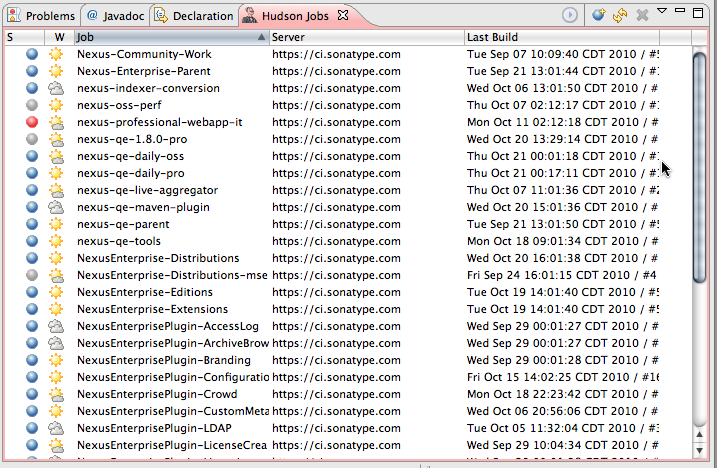 Problems Javadoc Declaration Hudson Jobs
S W Job Server Last Build
Nexus-Community-Work https://ci.sonatype.com Tue Sep 07 10:09:40 CDT 2010 /
Nexus-Enterprise-Parent https://ci.sonatype.com Tue Sep 21 13:01:44 CDT 2010 /
nexus-indexer-conversion https://ci.sonatype.com Wed Oct 06 13:01:50 CDT 2010 / #
nexus-oss-perf https://ci.sonatype.com Thu Oct 07 02:12:17 CDT 2010 /
nexus-professional-webapp-it https://ci.sonatype.com Mon Oct 11 02:12:18 CDT 2010 / #
nexus-qe-1.8.0-pro https://ci.sonatype.com Wed Oct 20 13:29:14 CDT 2010 / #
nexus-qe-daily-oss https://ci.sonatype.com Thu Oct 21 00:01:18 CDT 2010 /
nexus-qe-daily-pro https://ci.sonatype.com Thu Oct 21 00:17:11 CDT 2010 /
nexus-qe-live-aggregator https://ci.sonatype.com Thu Oct 07 11:01:36 CDT 2010 /
nexus-qe-maven-plugin https://ci.sonatype.com Wed Oct 20 15:01:36 CDT 2010 / #
nexus-qe-parent https://ci.sonatype.com Tue Sep 21 13:01:50 CDT 2010 /
nexus-qe-tools https://ci.sonatype.com Mon Oct 18 09:01:34 CDT 2010 / #
NexusEnterprise-Distributions https://ci.sonatype.com Wed Oct 20 16:01:38 CDT 2010 / #
NexusEnterprise-Distributions-mse https://ci.sonatype.com Fri Sep 24 16:01:15 CDT 2010 / #4
NexusEnterprise-Editions https://ci.sonatype.com Tue Oct 19 14:01:40 CDT 2010 /
NexusEnterprise-Extensions https://ci.sonatype.com Tue Oct 19 14:01:40 CDT 2010 /
NexusEnterprisePlugin-AccessLog https://ci.sonatype.com Wed Sep 29 00:01:27 CDT 2010 / #
NexusEnterprisePlugin-ArchiveBrow https://ci.sonatype.com Wed Sep 29 00:01:27 CDT 2010 / #
NexusEnterprisePlugin-Branding https://ci.sonatype.com Wed Sep 29 00:01:28 CDT 2010 / #
NexusEnterprisePlugin-Configuratio https://ci.sonatype.com Fri Oct 15 14:02:25 CDT 2010 / #16
NexusEnterprisePlugin-Crowd https://ci.sonatype.com Mon Oct 18 22:23:42 CDT 2010 / #
NexusEnterprisePlugin-CustomMeta https://ci.sonatype.com Wed Oct 06 20:56:06 CDT 2010 / #
NexusEnterprisePlugin-LDAP https://ci.sonatype.com Tue Oct 05 11:32:04 CDT 2010 /
NexusEnterprisePlugin-LicenseCrea https://ci.sonatype.com Wed Sep 29 10:04:34 CDT 2010 / #